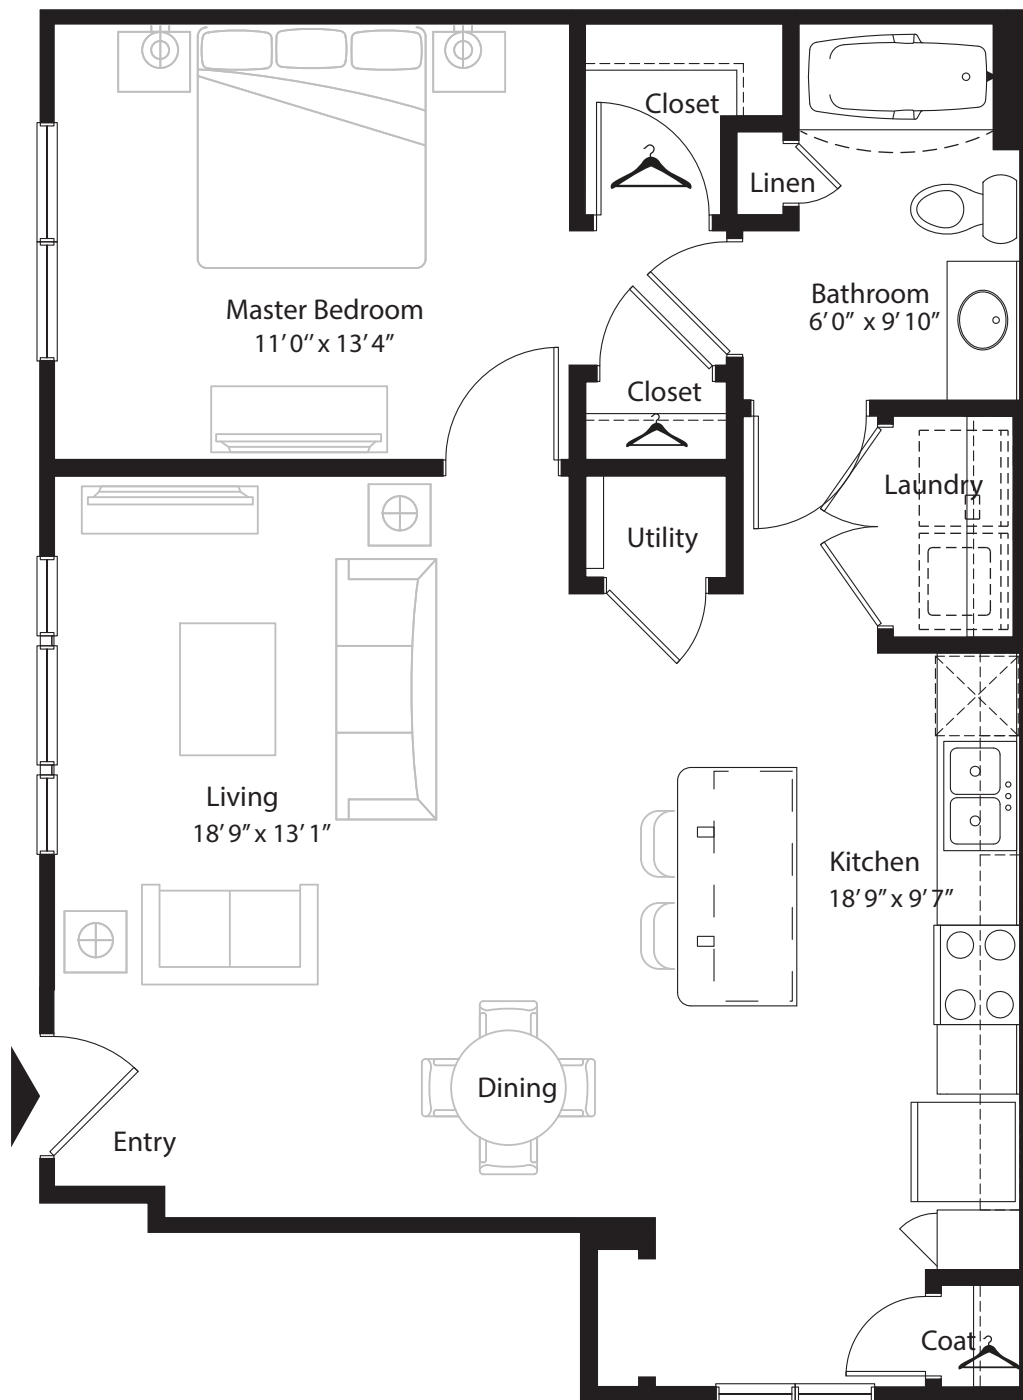 Closet
Linen
Master Bedroom
11'0" x 13'4"
Bathroom
6'0" x 9'10"
Closet
Laundry
Utility
Living
18'9" x 13'1"
Kitchen
18'9" x 9'7"
Dining
Entry
Coat